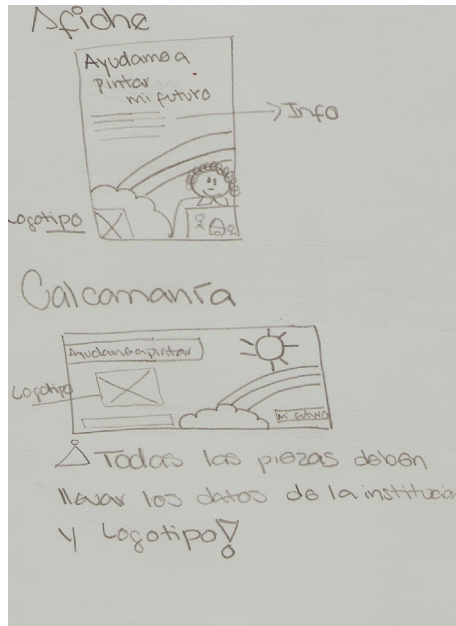 Afiche
Ayudame a
pintar
mi futuro
Info
Logotipo
Calcomanía
Ayudame a pintar
Logotipo
mi futuro
¡Todas las piezas deben
llevar los datos de la institucio
y Logotipo!